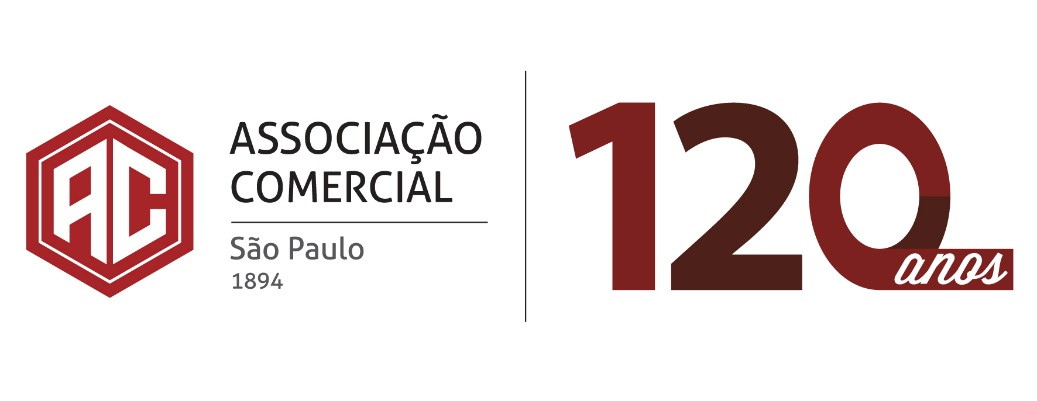 AC
ASSOCIAÇÃO
COMERCIAL
São Paulo
1894
120
anos